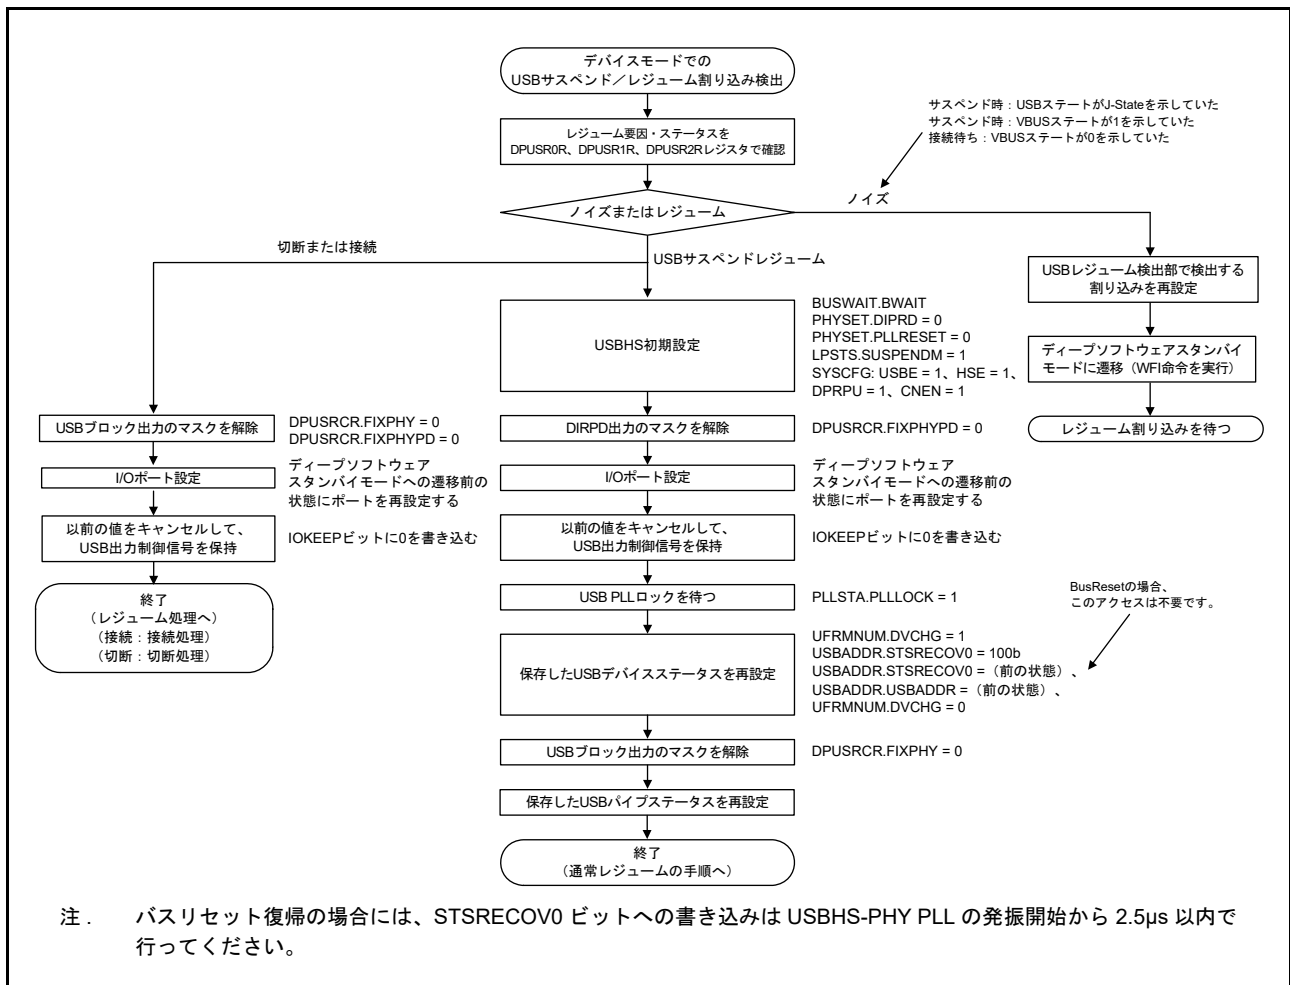 デバイスモードでの
USBサスペンド／レジューム割り込み検出
サスペンド時：USBステートがJ-Stateを示していた
サスペンド時：VBUSステートが1を示していた
接続待ち：VBUSステートが0を示していた
レジューム要因・ステータスを
DPUSR0R、DPUSR1R、DPUSR2Rレジスタで確認
ノイズまたはレジューム
ノイズ
切断または接続
USBサスペンドレジューム
USBレジューム検出部で検出する
割り込みを再設定
ディープソフトウェアスタンバイ
モードに遷移（WFI命令を実行）
レジューム割り込みを待つ
USBHS初期設定
BUSWAIT.BWAIT
PHYSET.DIPRD = 0
PHYSET.PLLRESET = 0
LPSTS.SUSPENDM = 1
SYSCFG: USBE = 1、HSE = 1、
DPRPU = 1、CNEN = 1
USBブロック出力のマスクを解除
DPUSRCR.FIXPHY = 0
DPUSRCR.FIXPHYPD = 0
I/Oポート設定
ディープソフトウェア
スタンバイモードへの遷移前の
状態にポートを再設定する
以前の値をキャンセルして、
USB出力制御信号を保持
IOKEEPビットに0を書き込む
終了
（レジューム処理へ）
（接続：接続処理）
（切断：切断処理）
DIRPD出力のマスクを解除
DPUSRCR.FIXPHYPD = 0
I/Oポート設定
ディープソフトウェア
スタンバイモードへの遷移前の
状態にポートを再設定する
以前の値をキャンセルして、
USB出力制御信号を保持
IOKEEPビットに0を書き込む
USB PLLロックを待つ
PLLSTA.PLLLOCK = 1
BusResetの場合、
このアクセスは不要です。
保存したUSBデバイスステータスを再設定
UFRMNUM.DVCHG = 1
USBADDR.STSRECOV0 = 100b
USBADDR.STSRECOV0 =（前の状態）、
USBADDR.USBADDR =（前の状態）、
UFRMNUM.DVCHG = 0
USBブロック出力のマスクを解除
DPUSRCR.FIXPHY = 0
保存したUSBパイプステータスを再設定
終了
（通常レジュームの手順へ）
注． バスリセット復帰の場合には、STSRECOV0 ビットへの書き込みは USBHS-PHY PLL の発振開始から 2.5μs 以内で
行ってください。